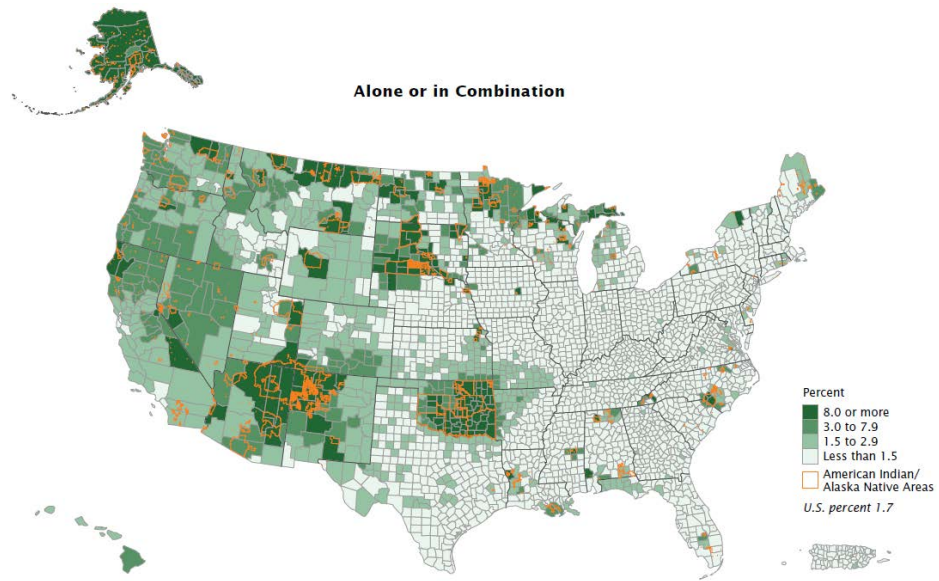 Alone or in Combination
Percent
8.0 or more
3.0 to 7.9
1.5 to 2.9
Less than 1.5
American Indian/
Alaska Native Areas
U.S. percent 1.7